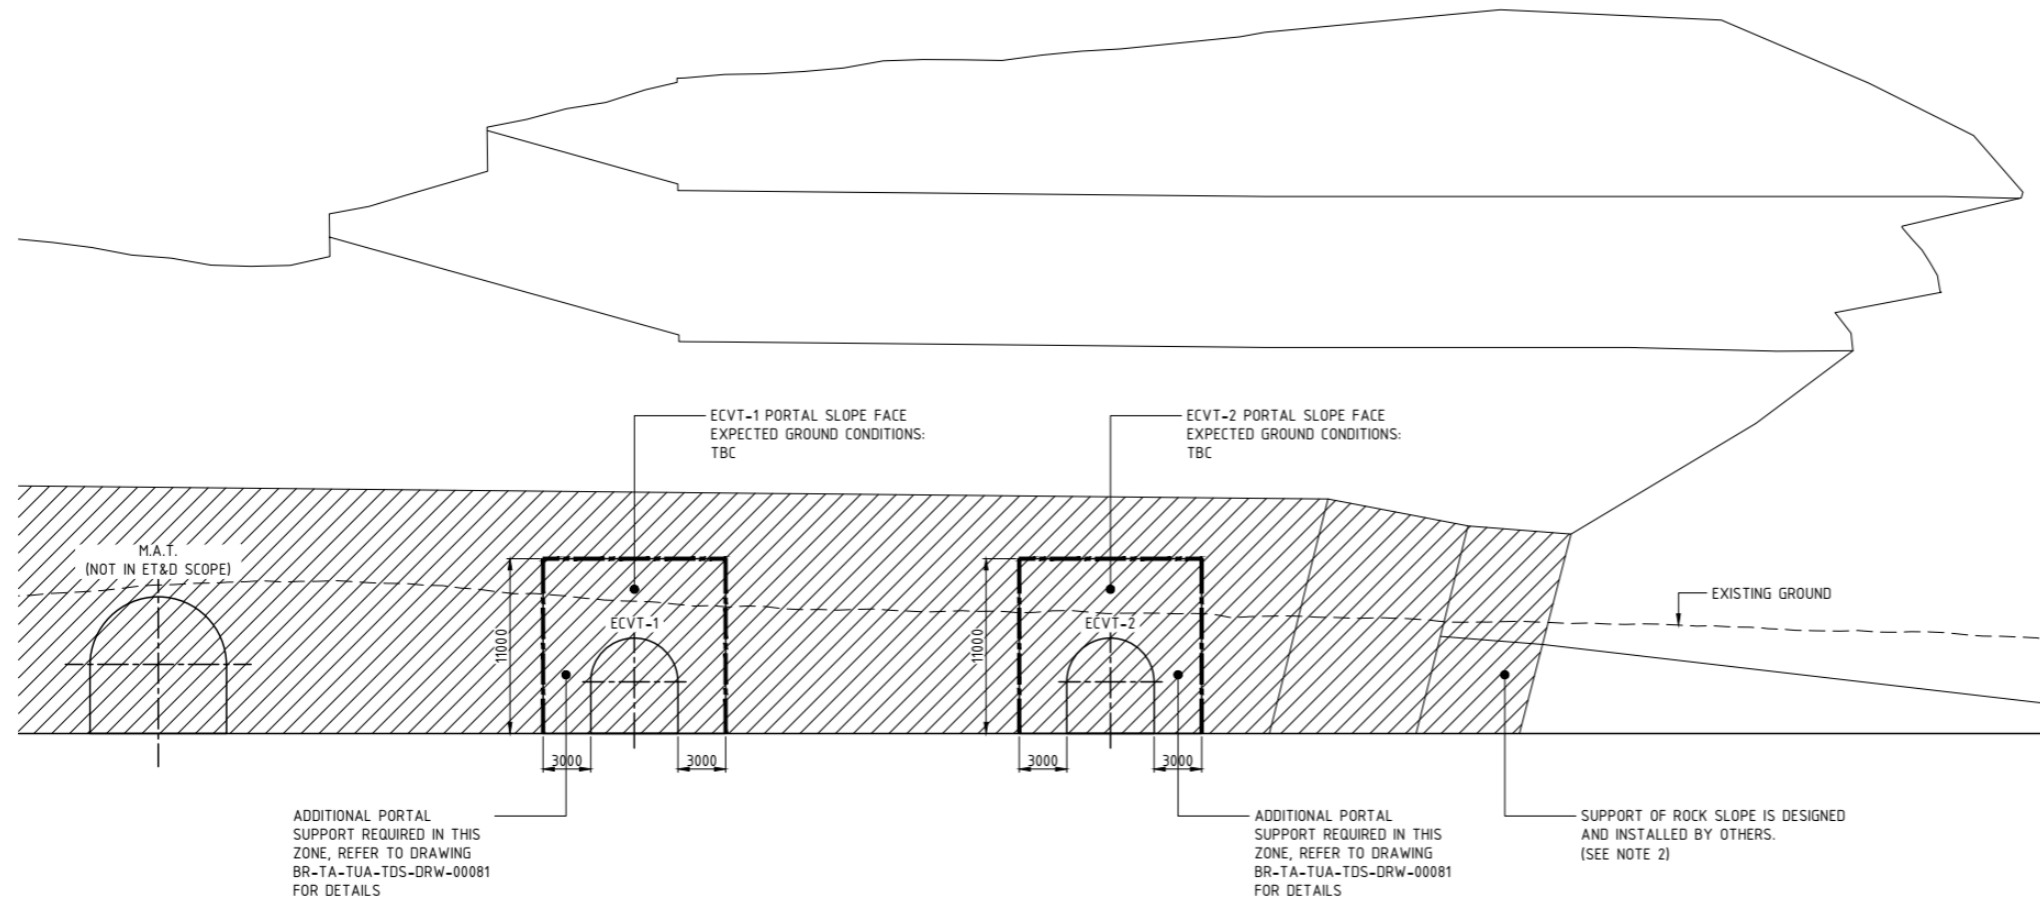 ECVT-1 PORTAL SLOPE FACE
EXPECTED GROUND CONDITIONS:
TBC
ECVT-2 PORTAL SLOPE FACE
EXPECTED GROUND CONDITIONS:
TBC
M.A.T.
(NOT IN ET&D SCOPE)
EXISTING GROUND
11000
ECVT-1
11000
ECVT-2
3000
3000
3000
3000
ADDITIONAL PORTAL
SUPPORT REQUIRED IN THIS
ZONE, REFER TO DRAWING
BR-TA-TUA-TDS-DRW-00081
FOR DETAILS
ADDITIONAL PORTAL
SUPPORT REQUIRED IN THIS
ZONE, REFER TO DRAWING
BR-TA-TUA-TDS-DRW-00081
FOR DETAILS
SUPPORT OF ROCK SLOPE IS DESIGNED
AND INSTALLED BY OTHERS.
(SEE NOTE 2)